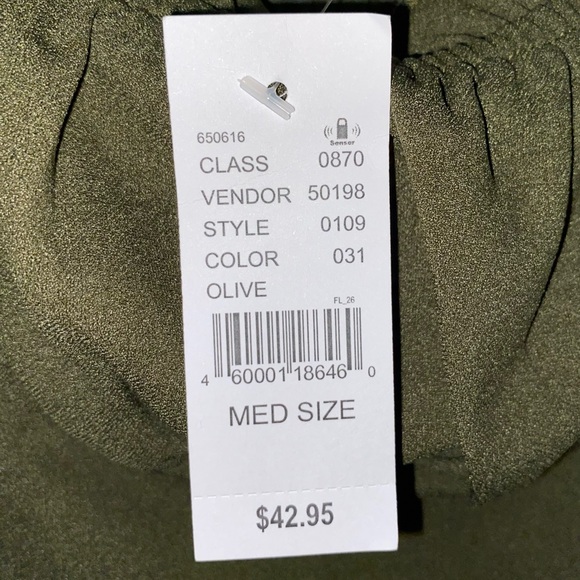 650616
Sensor
CLASS 0870
VENDOR 50198
STYLE 0109
COLOR 031
OLIVE
FL_26
4 60001 18646 0
MED SIZE
$42.95